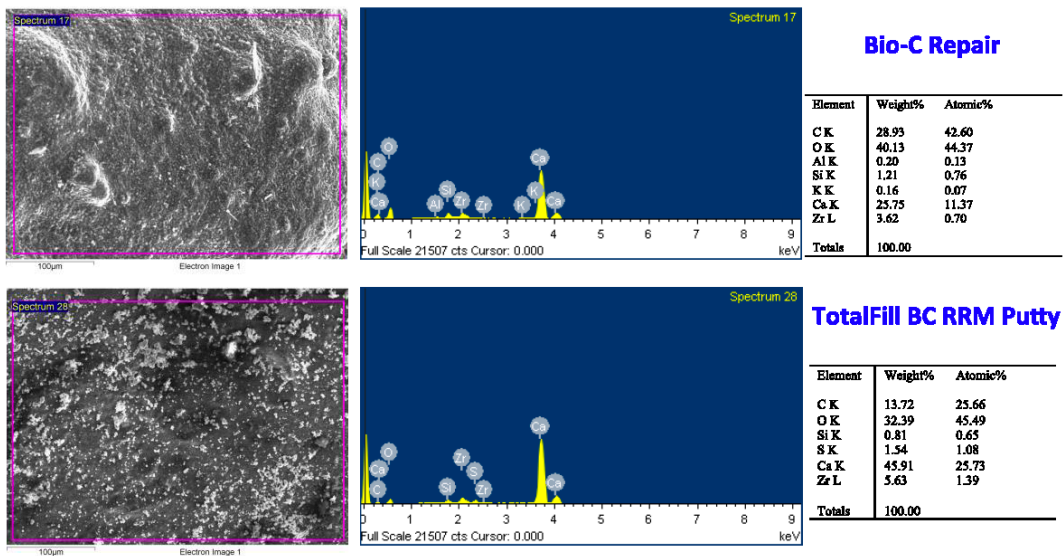 Spectrum 17
100µm
Electron Image 1
Spectrum 17
O
C
K
Ca
Al
Si
Zr
Zr
K
K
Ca
Ca
0 1 2 3 4 5 6 7 8 9
Full Scale 21507 cts Cursor: 0.000
keV
Bio-C Repair
Element Weight% Atomic%
C K 28.93 42.60
O K 40.13 44.37
Al K 0.20 0.13
Si K 1.21 0.76
K K 0.16 0.07
Ca K 25.75 11.37
Zr L 3.62 0.70
Totals 100.00
Spectrum 28
100µm
Electron Image 1
Spectrum 28
O
Ca
C
Si
Zr
S
Zr
Ca
Ca
0 1 2 3 4 5 6 7 8 9
Full Scale 21507 cts Cursor: 0.000
keV
TotalFill BC RRM Putty
Element Weight% Atomic%
C K 13.72 25.66
O K 32.39 45.49
Si K 0.81 0.65
S K 1.54 1.08
Ca K 45.91 25.73
Zr L 5.63 1.39
Totals 100.00